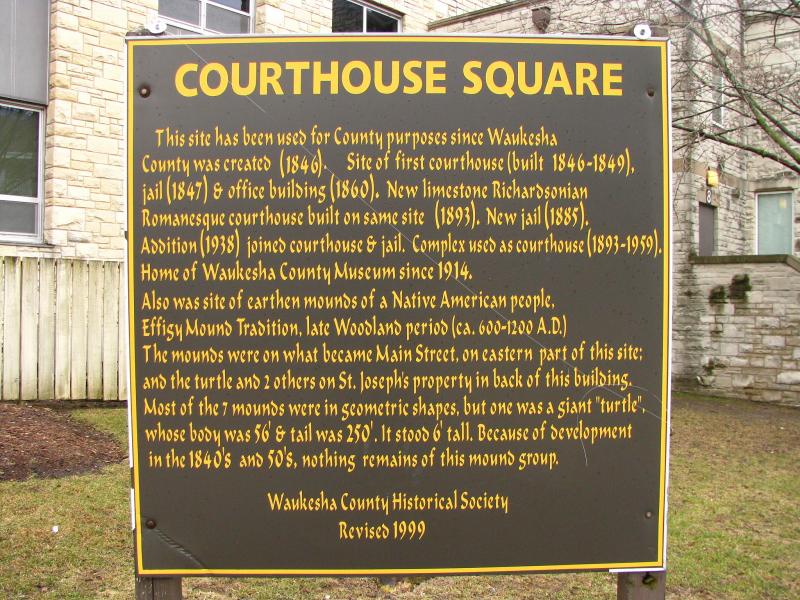 COURTHOUSE SQUARE
This site has been used for County purposes since Waukesha
County was created (1846). Site of first courthouse (built 1846-1849),
jail (1847) & office building (1860). New limestone Richardsonian
Romanesque courthouse built on same site (1893). New jail (1885).
Addition (1938) joined courthouse & jail. Complex used as courthouse (1893-1959).
Home of Waukesha County Museum since 1914.
Also was site of earthen mounds of a Native American people,
Effigy Mound Tradition, late Woodland period (ca. 600-1200 A.D.)
The mounds were on what became Main Street, on eastern part of this site;
and the turtle and 2 others on St. Joseph's property in back of this building.
Most of the 7 mounds were in geometric shapes, but one was a giant "turtle",
whose body was 56' & tail was 250'. It stood 6' tall. Because of development
in the 1840's and 50's, nothing remains of this mound group.
Waukesha County Historical Society
Revised 1999